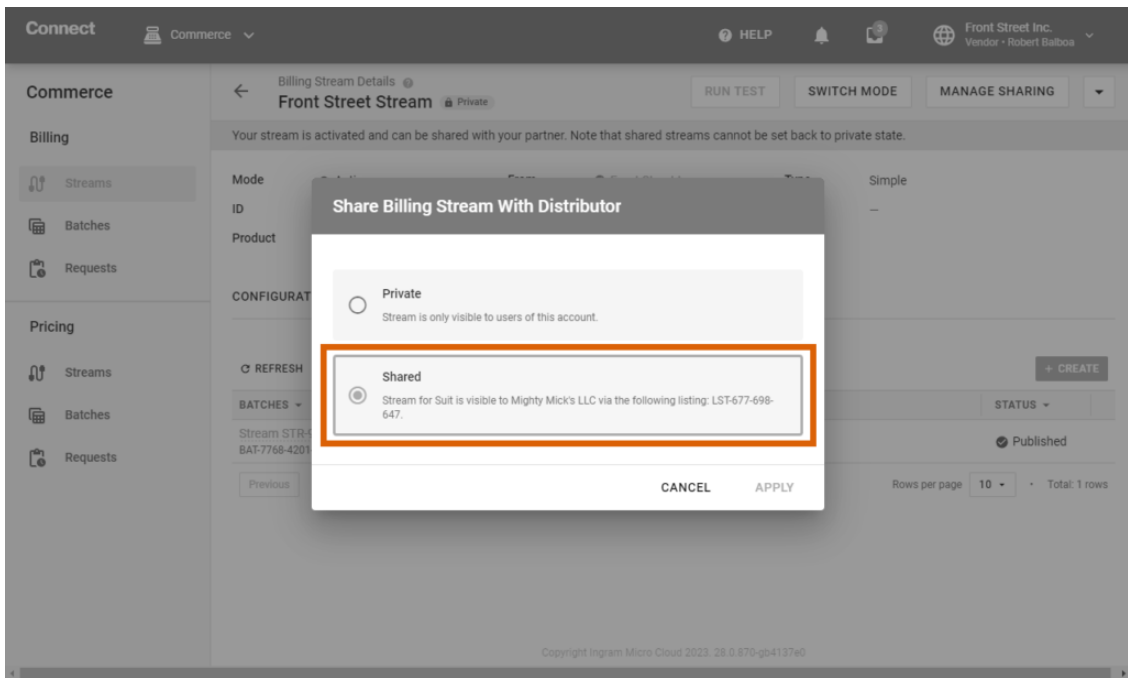 Connect
Commerce
HELP
3
Front Street Inc.
Vendor • Robert Balboa
Commerce
Billing
Streams
Batches
Requests
Pricing
Streams
Batches
Requests
Billing Stream Details
Front Street Stream Private
RUN TEST
SWITCH MODE
MANAGE SHARING
Your stream is activated and can be shared with your partner. Note that shared streams cannot be set back to private state.
Mode
Simple
ID
–
Product
CONFIGURAT
REFRESH
+ CREATE
BATCHES
STATUS
Stream STR-
BAT-7768-4201
Published
Previous
Rows per page 10 • Total: 1 rows
Share Billing Stream With Distributor
Private
Stream is only visible to users of this account.
Shared
Stream for Suit is visible to Mighty Mick's LLC via the following listing: LST-677-698-
647.
CANCEL
APPLY
Copyright Ingram Micro Cloud 2023. 28.0.870-gb4137e0